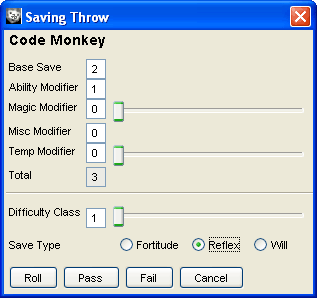 Saving Throw
Code Monkey
Base Save 2
Ability Modifier 1
Magic Modifier 0
Misc Modifier 0
Temp Modifier 0
Total 3
Difficulty Class 1
Save Type Fortitude Reflex Will
Roll Pass Fail Cancel